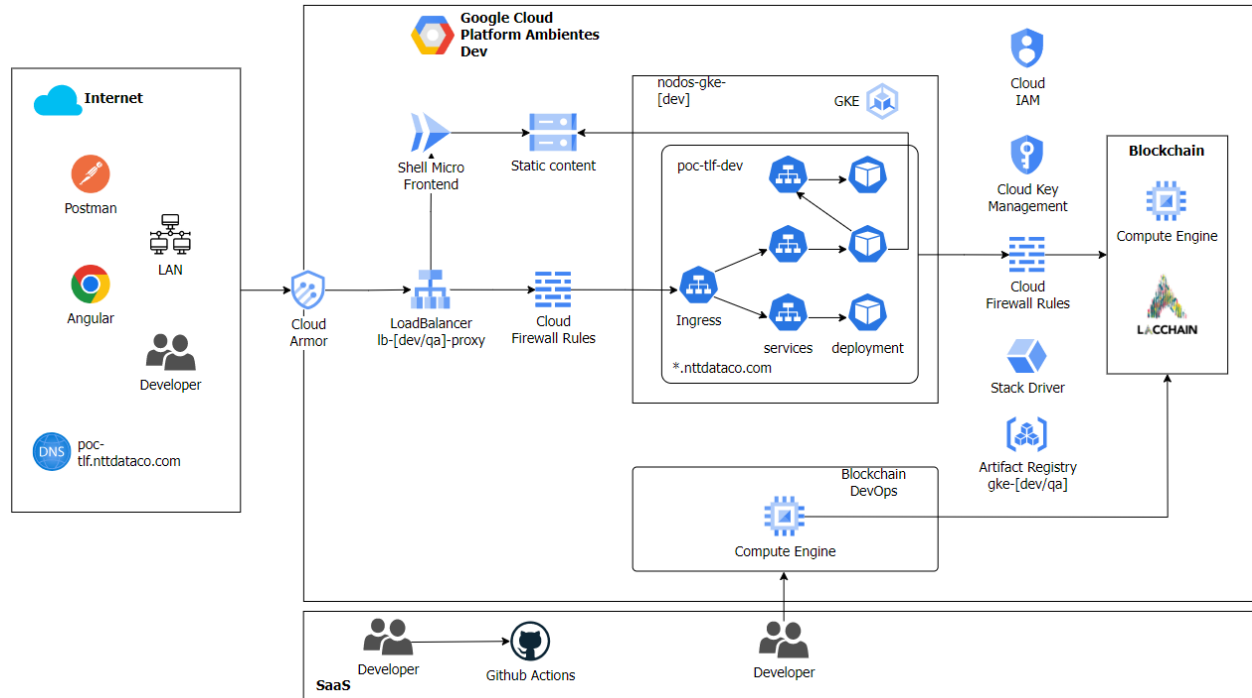 Google Cloud
Platform Ambientes
Dev
Internet
Postman
LAN
Angular
Developer
DNS
poc-
tlf.nttdataco.com
Cloud
Armor
Shell Micro
Frontend
Static content
LoadBalancer
lb-[dev/qa]-proxy
Cloud
Firewall Rules
nodos-gke-
[dev]
GKE
poc-tlf-dev
Ingress
services
deployment
*.nttdataco.com
Cloud
IAM
Cloud Key
Management
Cloud
Firewall Rules
Stack Driver
Artifact Registry
gke-[dev/qa]
Blockchain
Compute Engine
LACCHAIN
Blockchain
DevOps
Compute Engine
Developer
Github Actions
Developer
SaaS